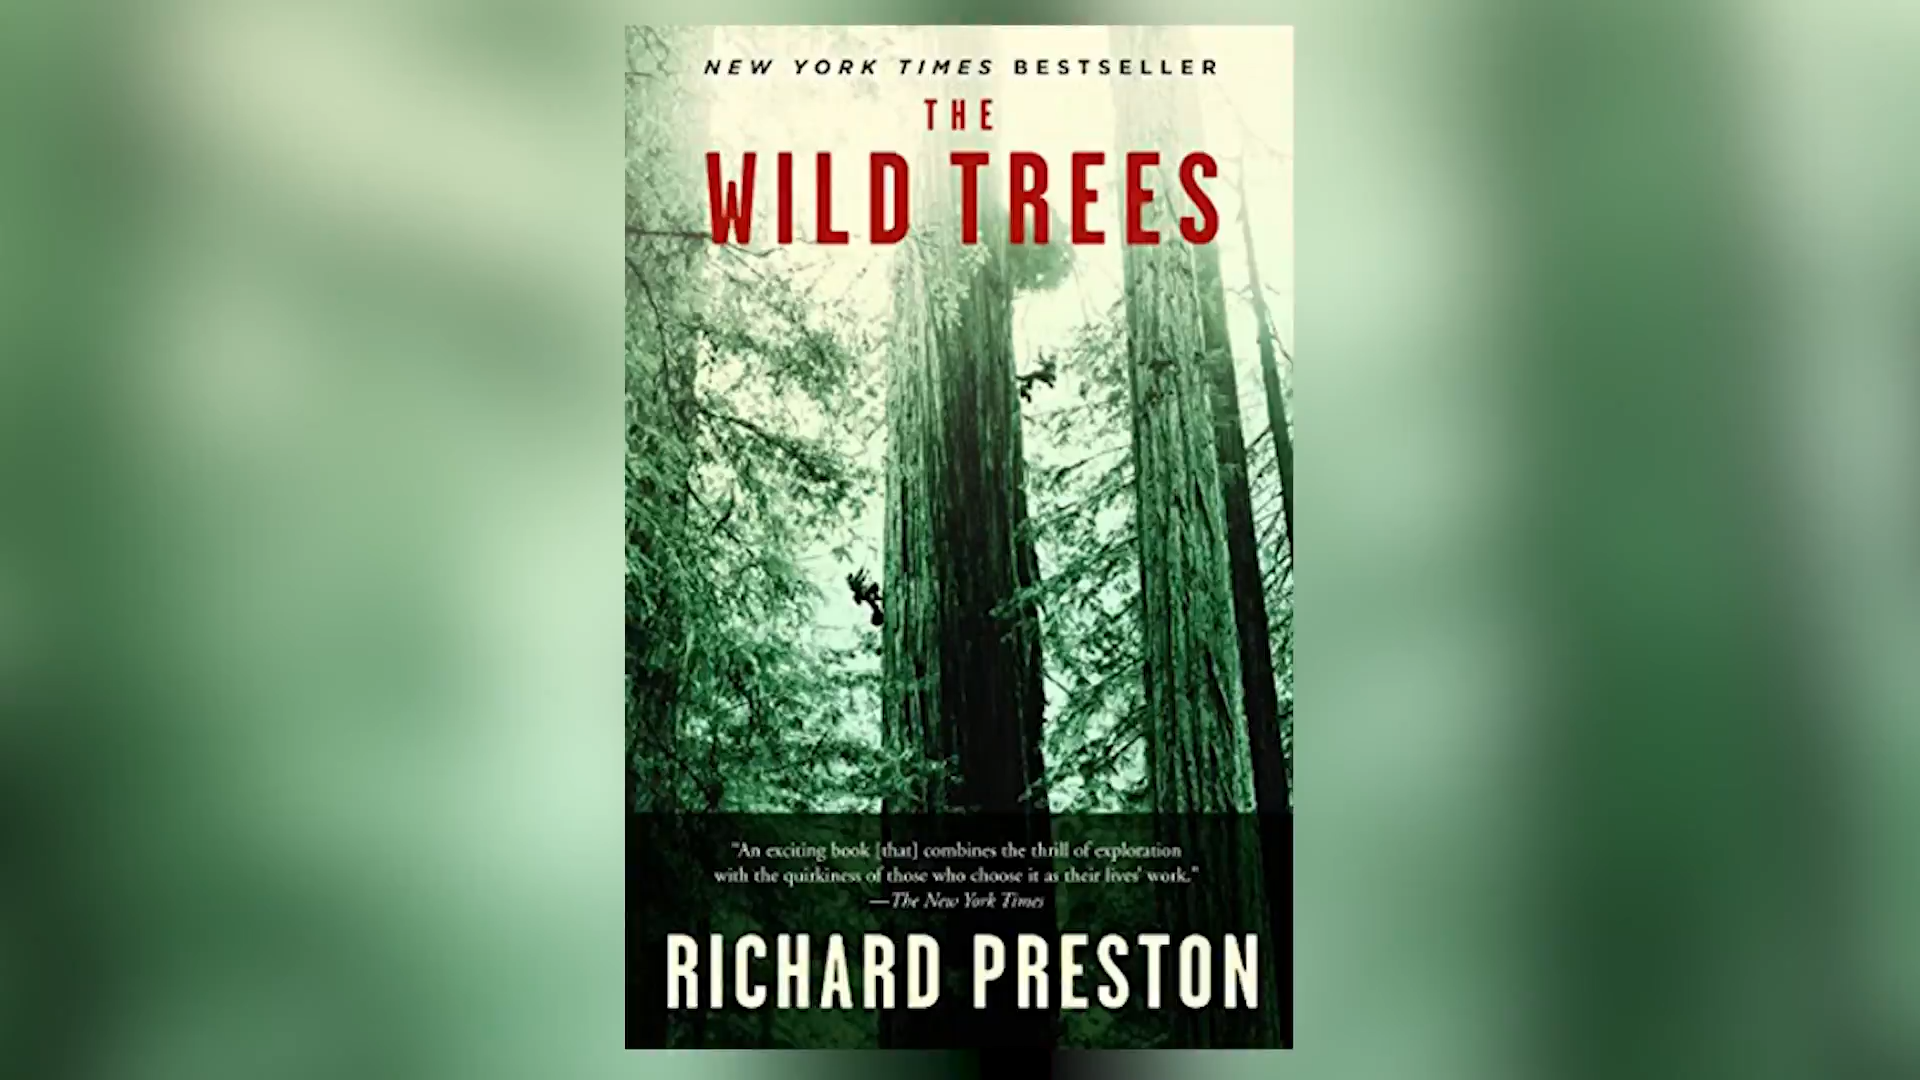 NEW YORK TIMES BESTSELLER
THE
WILD TREES
"An exciting book [that] combines the thrill of exploration
with the quirkiness of those who choose it as their lives' work."
—The New York Times
RICHARD PRESTON